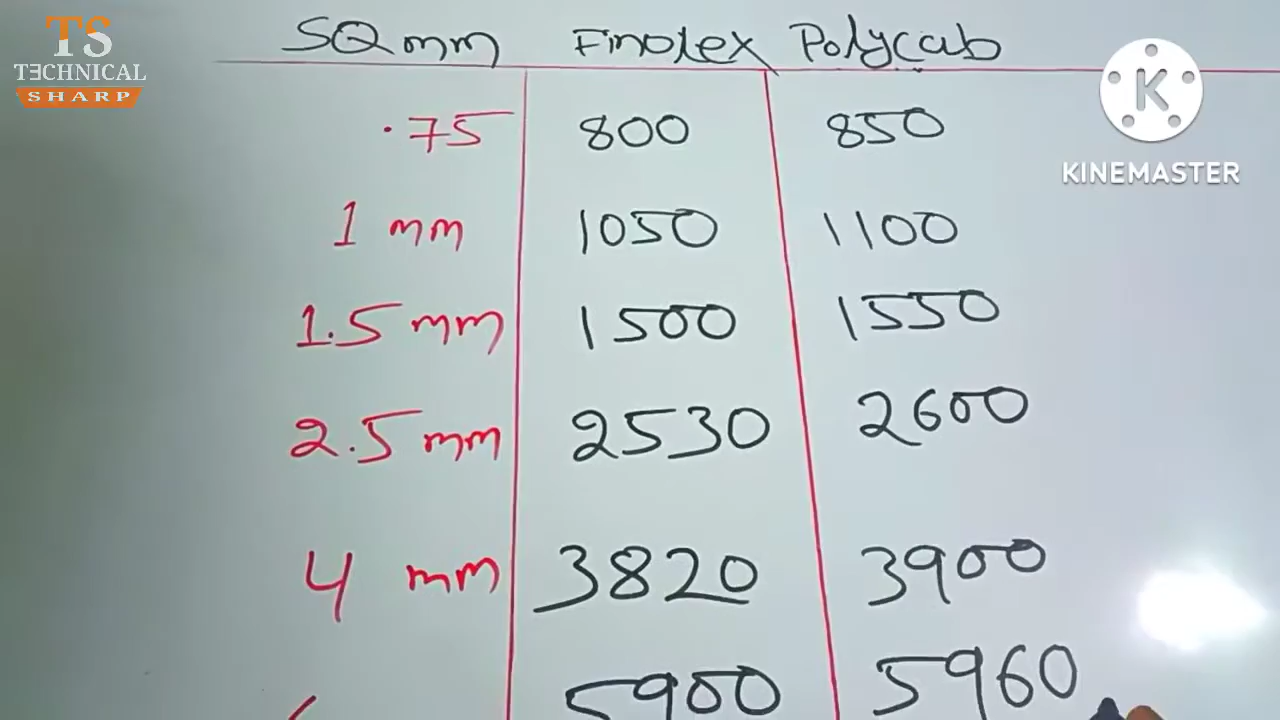 TS
TECHNICAL
SHARP
SQ mm Finolex Polycab
K
KINEMASTER
.75 800 850
1 mm 1050 1100
1.5 mm 1500 1550
2.5 mm 2530 2600
4 mm 3820 3900
5900 5960